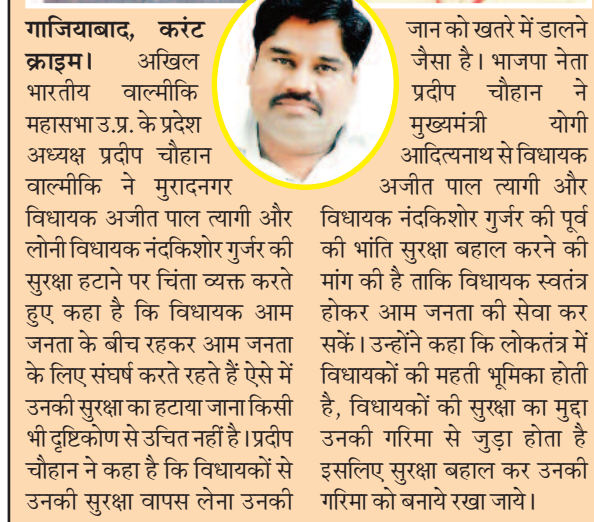 गाजियाबाद, करंट
क्राइम। अखिल
भारतीय वाल्मीकि
महासभा उ.प्र. के प्रदेश
अध्यक्ष प्रदीप चौहान
वाल्मीकि ने मुरादनगर
विधायक अजीत पाल त्यागी और
लोनी विधायक नंदकिशोर गुर्जर की
सुरक्षा हटाने पर चिंता व्यक्त करते
हुए कहा है कि विधायक आम
जनता के बीच रहकर आम जनता
के लिए संघर्ष करते रहते हैं ऐसे में
उनकी सुरक्षा का हटाया जाना किसी
भी दृष्टिकोण से उचित नहीं है। प्रदीप
चौहान ने कहा है कि विधायकों से
उनकी सुरक्षा वापस लेना उनकी
जान को खतरे में डालने
जैसा है। भाजपा नेता
प्रदीप चौहान ने
मुख्यमंत्री योगी
आदित्यनाथ से विधायक
अजीत पाल त्यागी और
विधायक नंदकिशोर गुर्जर की पूर्व
की भांति सुरक्षा बहाल करने की
मांग की है ताकि विधायक स्वतंत्र
होकर आम जनता की सेवा कर
सकें। उन्होंने कहा कि लोकतंत्र में
विधायकों की महती भूमिका होती
है, विधायकों की सुरक्षा का मुद्दा
उनकी गरिमा से जुड़ा होता है
इसलिए सुरक्षा बहाल कर उनकी
गरिमा को बनाये रखा जाये।